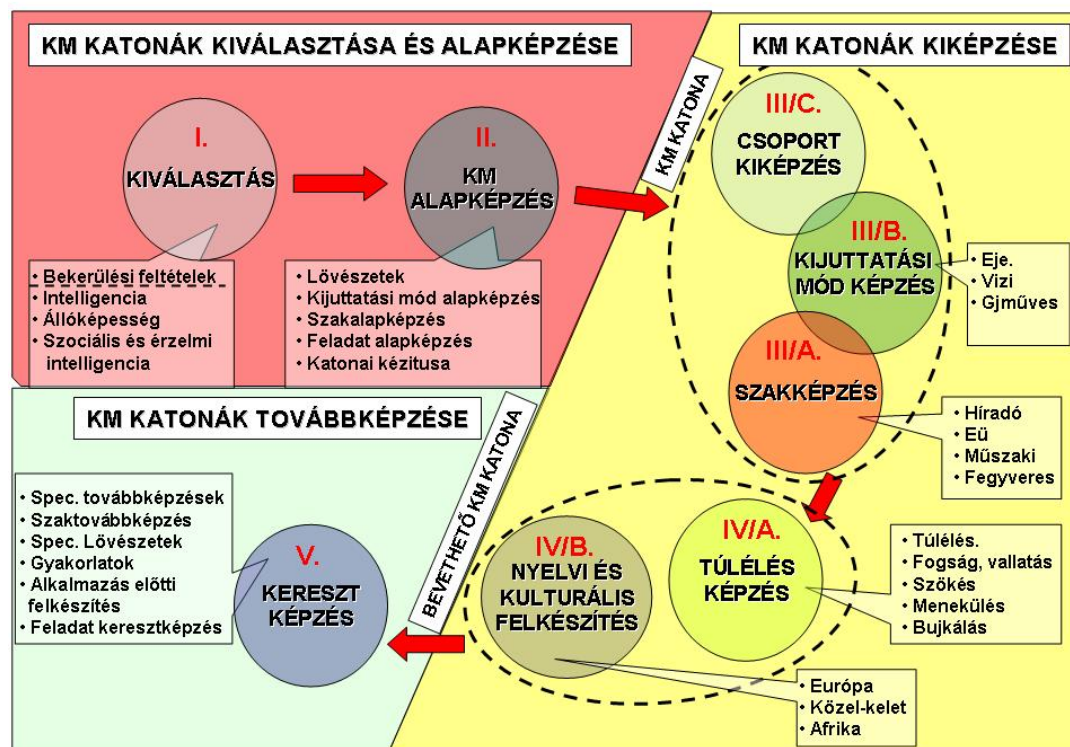 KM KATONÁK KIVÁLASZTÁSA ÉS ALAPKÉPZÉSE
I.
KIVÁLASZTÁS
• Bekerülési feltételek
• Intelligencia
• Állóképesség
• Szociális és érzelmi
intelligencia
II.
KM
ALAPKÉPZÉS
• Lövészetek
• Kijuttatási mód alapképzés
• Szakalapképzés
• Feladat alapképzés
• Katonai kézitusa
KM KATONA
KM KATONÁK KIKÉPZÉSE
III/C.
CSOPORT
KIKÉPZÉS
III/B.
KIJUTTATÁSI
MÓD KÉPZÉS
• Eje.
• Vizi
• Gjműves
III/A.
SZAKKÉPZÉS
• Híradó
• Eü
• Műszaki
• Fegyveres
IV/A.
TÚLÉLÉS
KÉPZÉS
• Túlélés.
• Fogság, vallatás
• Szökés
• Menekülés
• Bujkálás
IV/B.
NYELVI ÉS
KULTURÁLIS
FELKÉSZÍTÉS
• Európa
• Közel-kelet
• Afrika
BEVETHETŐ KM KATONA
KM KATONÁK TOVÁBBKÉPZÉSE
V.
KERESZT
KÉPZÉS
• Spec. továbbképzések
• Szaktovábbképzés
• Spec. Lövészetek
• Gyakorlatok
• Alkalmazás előtti
felkészítés
• Feladat keresztképzés